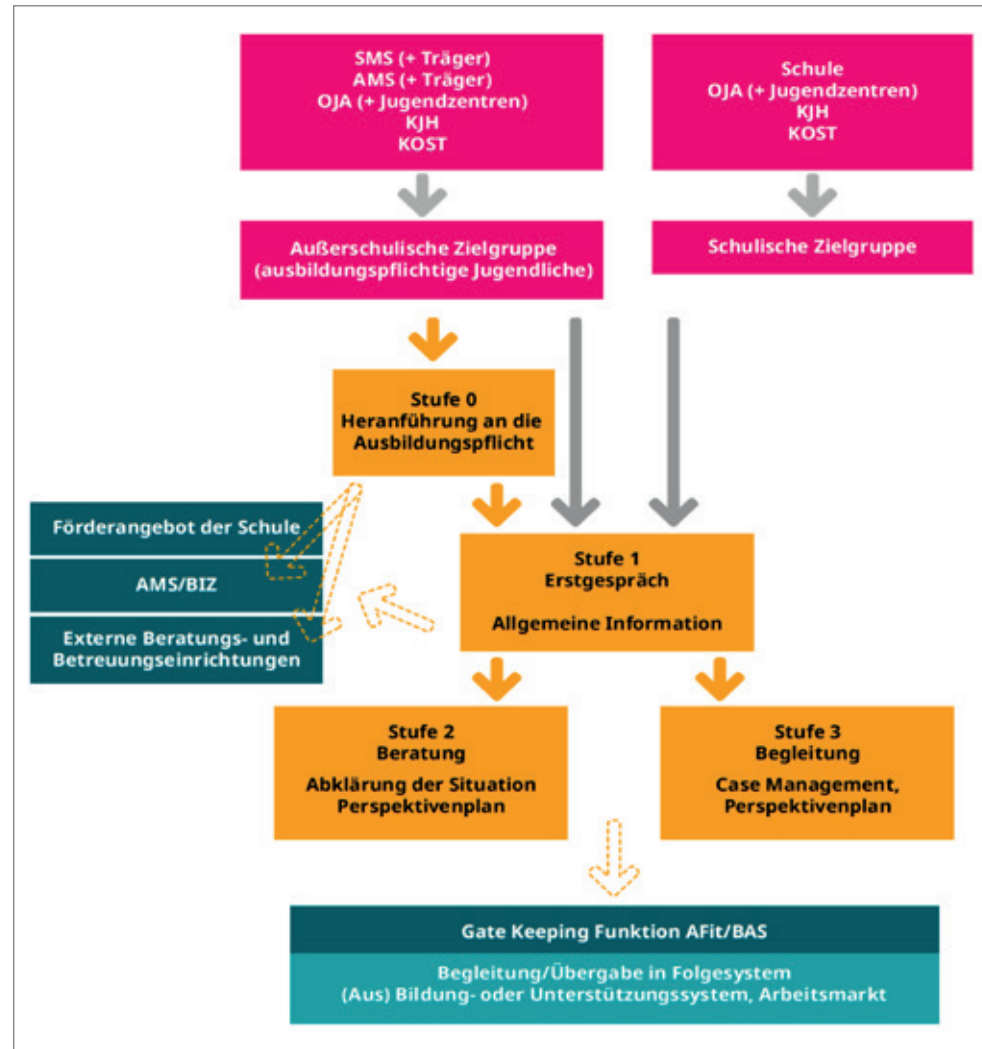 SMS (+ Träger)
AMS (+ Träger)
OJA (+ Jugendzentren)
KJH
KOST
Schule
OJA (+ Jugendzentren)
KJH
KOST
Außerschulische Zielgruppe
(ausbildungspflichtige Jugendliche)
Schulische Zielgruppe
Stufe 0
Heranführung an die
Ausbildungspflicht
Förderangebot der Schule
AMS/BIZ
Externe Beratungs- und
Betreuungseinrichtungen
Stufe 1
Erstgespräch
Allgemeine Information
Stufe 2
Beratung
Abklärung der Situation
Perspektivenplan
Stufe 3
Begleitung
Case Management,
Perspektivenplan
Gate Keeping Funktion AFit/BAS
Begleitung/Übergabe in Folgesystem
(Aus) Bildung- oder Unterstützungssystem, Arbeitsmarkt